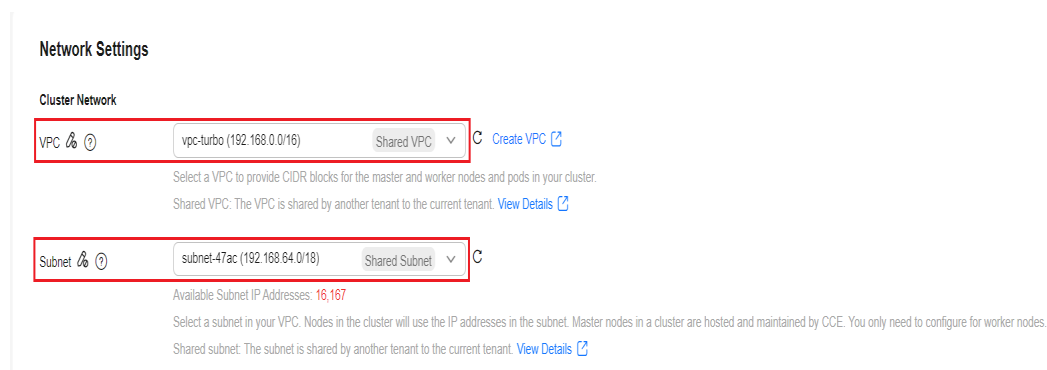 Network Settings
Cluster Network
VPC
vpc-turbo (192.168.0.0/16) Shared VPC Create VPC
Select a VPC to provide CIDR blocks for the master and worker nodes and pods in your cluster.
Shared VPC: The VPC is shared by another tenant to the current tenant. View Details
Subnet
subnet-47ac (192.168.64.0/18) Shared Subnet
Available Subnet IP Addresses: 16,167
Select a subnet in your VPC. Nodes in the cluster will use the IP addresses in the subnet. Master nodes in a cluster are hosted and maintained by CCE. You only need to configure for worker nodes.
Shared subnet: The subnet is shared by another tenant to the current tenant. View Details